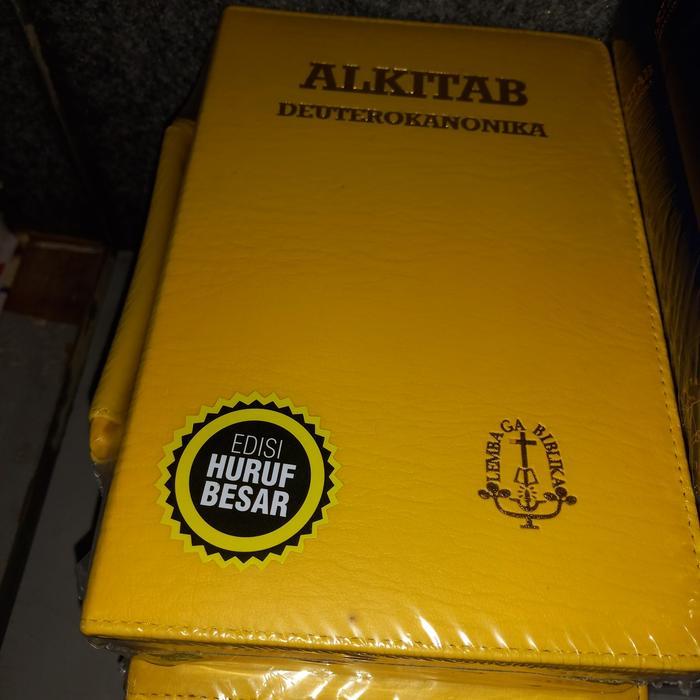 ALKITAB
DEUTEROKANONIKA
EDISI
HURUF
BESAR
LEMBAGA BIBLIKA